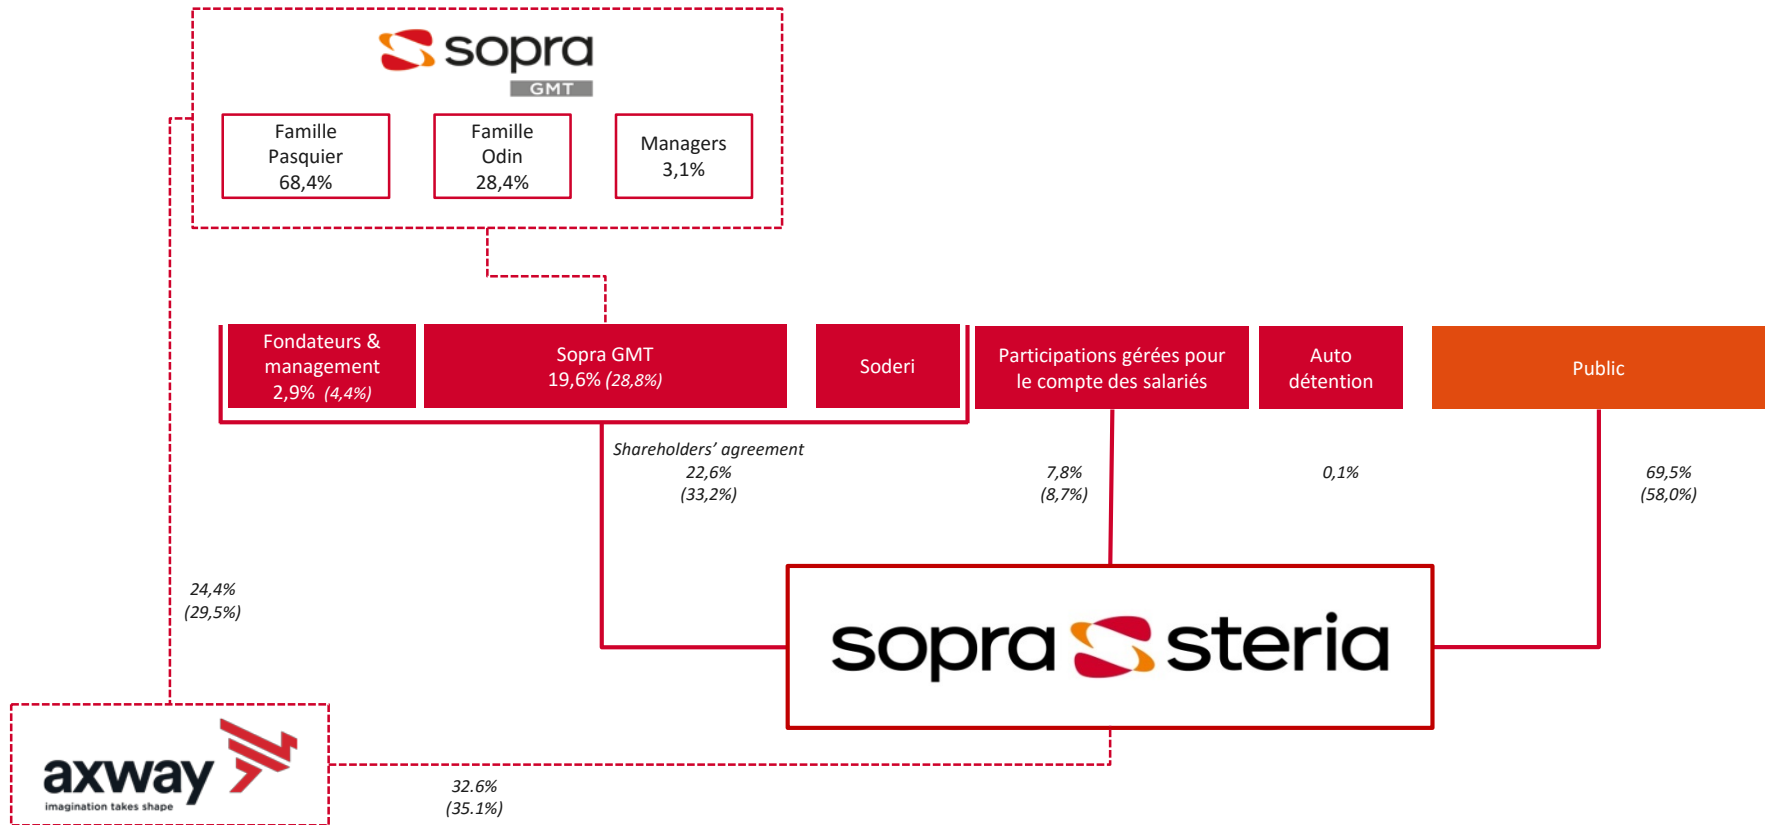 sopra
GMT
Famille
Pasquier
68,4%
Famille
Odin
28,4%
Managers
3,1%
Fondateurs &
management
2,9% (4,4%)
Sopra GMT
19,6% (28,8%)
Soderi
Participations gérées pour
le compte des salariés
Auto
détention
Public
Shareholders’ agreement
22,6%
(33,2%)
7,8%
(8,7%)
0,1%
69,5%
(58,0%)
24,4%
(29,5%)
sopra steria
axway
imagination takes shape
32.6%
(35.1%)